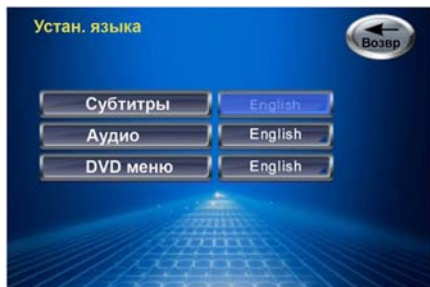 Устан. языка
Возвр
Субтитры English
Аудио English
DVD меню English